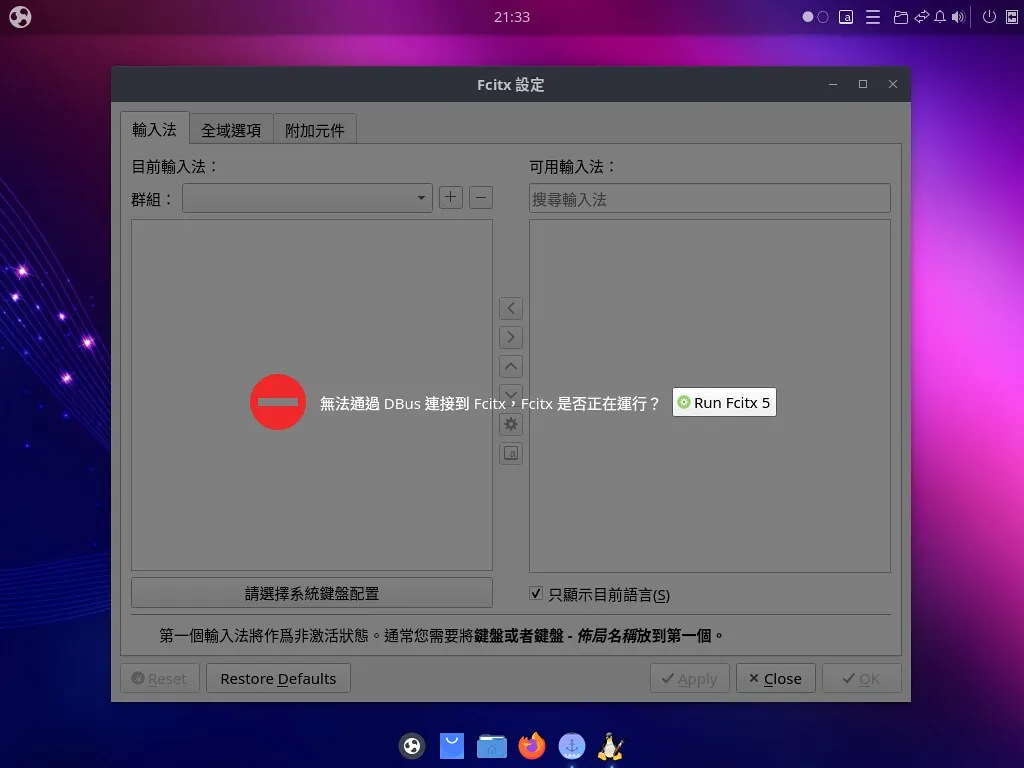 21:33
Fcitx 設定
輸入法
全域選項
附加元件
目前輸入法：
可用輸入法：
群組：
搜尋輸入法
無法通過 DBus 連接到 Fcitx，Fcitx 是否正在運行？
Run Fcitx 5
請選擇系統鍵盤配置
只顯示目前語言(S)
第一個輸入法將作爲非激活狀態。通常您需要將鍵盤或者鍵盤 - 佈局名稱放到第一個。
Reset
Restore Defaults
Apply
Close
OK